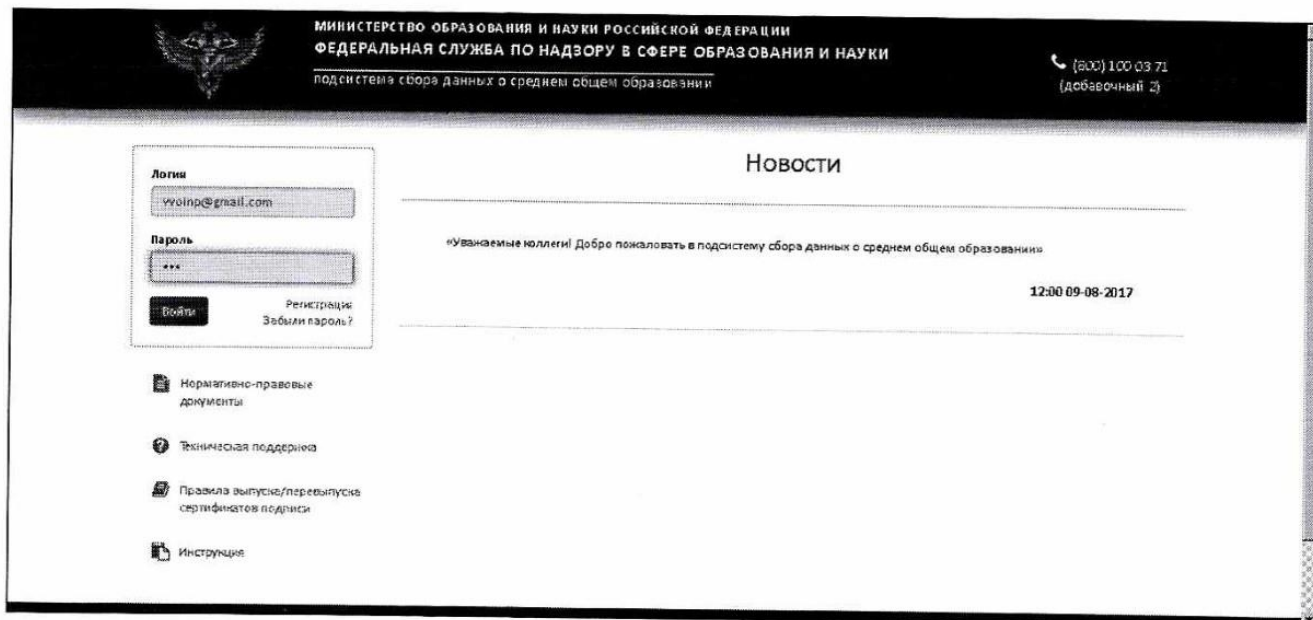 МИНИСТЕРСТВО ОБРАЗОВАНИЯ И НАУКИ РОССИЙСКОЙ ФЕДЕРАЦИИ
ФЕДЕРАЛЬНАЯ СЛУЖБА ПО НАДЗОРУ В СФЕРЕ ОБРАЗОВАНИЯ И НАУКИ
подсистема сбора данных о среднем общем образовании
(800) 100 03 71
(добавочный 2)
Логин
vvoinp@gmail.com
Пароль
***
Войти
Регистрация
Забыли пароль?
Нормативно-правовые
документы
Техническая поддержка
Правила выпуска/перевыпуска
сертификатов подписи
Инструкция
Новости
«Уважаемые коллеги! Добро пожаловать в подсистему сбора данных о среднем общем образовании»
12:00 09-08-2017